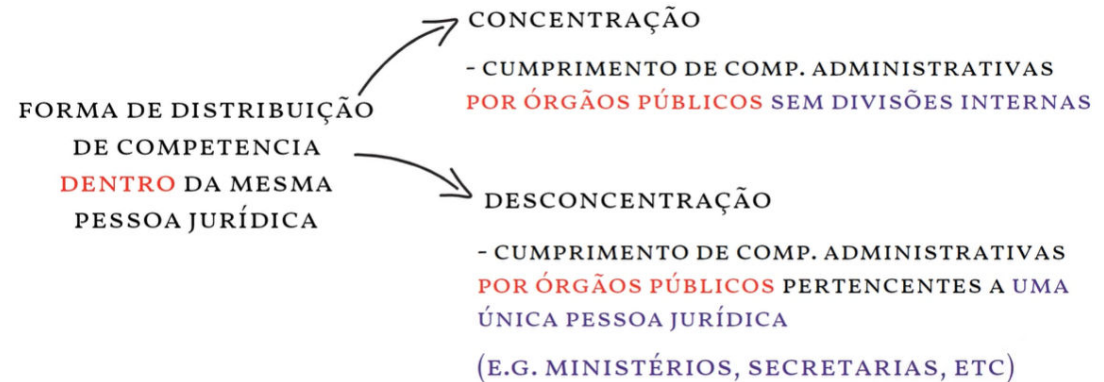 FORMA DE DISTRIBUIÇÃO
DE COMPETENCIA
DENTRO DA MESMA
PESSOA JURÍDICA
CONCENTRAÇÃO
- CUMPRIMENTO DE COMP. ADMINISTRATIVAS
POR ÓRGÃOS PÚBLICOS SEM DIVISÕES INTERNAS
DESCONCENTRAÇÃO
- CUMPRIMENTO DE COMP. ADMINISTRATIVAS
POR ÓRGÃOS PÚBLICOS PERTENCENTES A UMA
ÚNICA PESSOA JURÍDICA
(E.G. MINISTÉRIOS, SECRETARIAS, ETC)